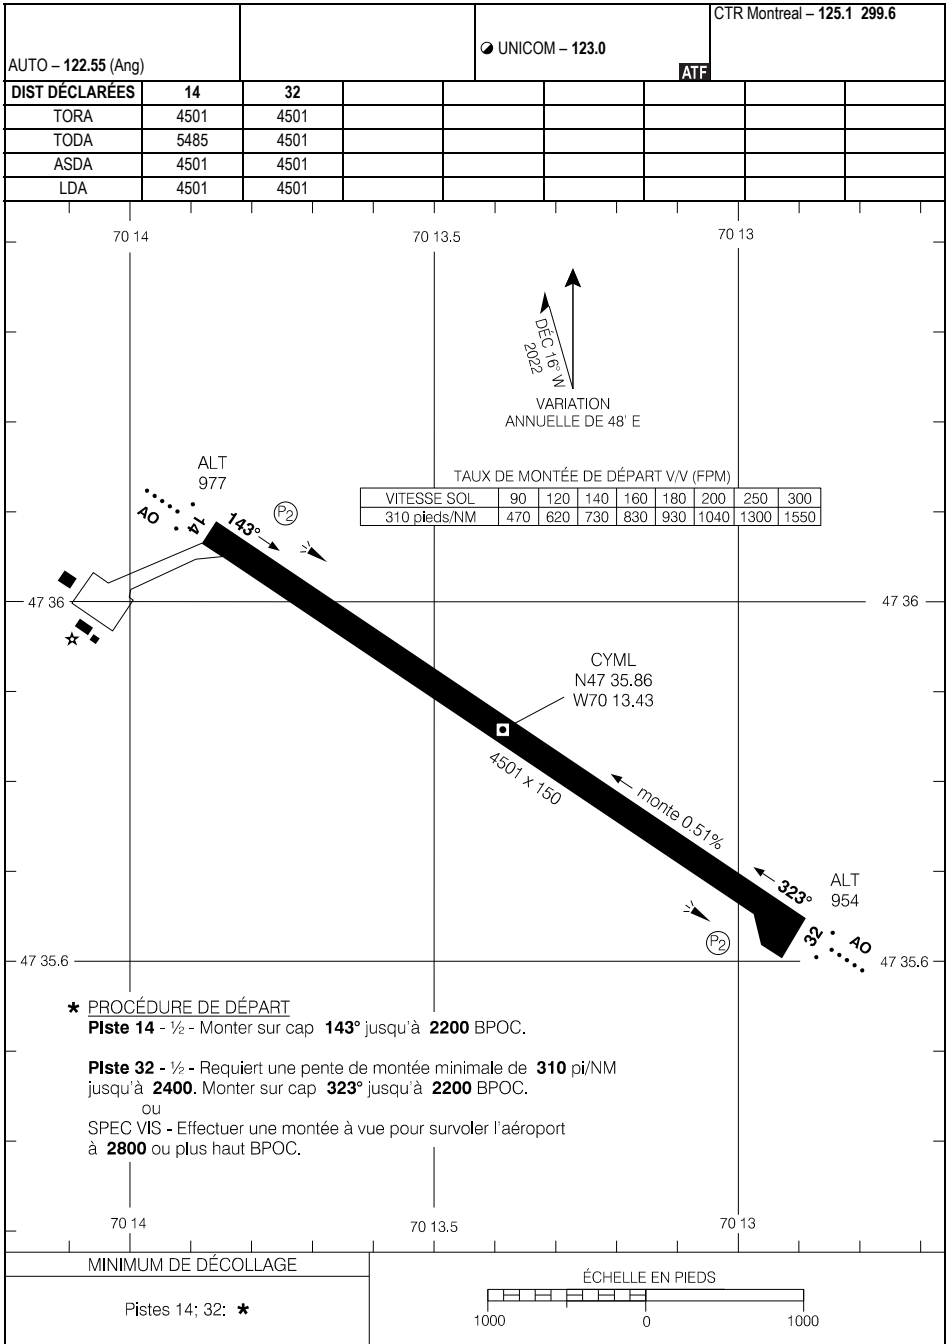 CTR Montreal – 125.1 299.6
UNICOM – 123.0
AUTO – 122.55 (Ang)
ATF
DIST DÉCLARÉES 14 32
TORA 4501 4501
TODA 5485 4501
ASDA 4501 4501
LDA 4501 4501
70 14 70 13.5 70 13
DÉC 16° W
2022
VARIATION
ANNUELLE DE 48' E
ALT
977
TAUX DE MONTÉE DE DÉPART V/V (FPM)
VITESSE SOL 90 120 140 160 180 200 250 300
310 pieds/NM 470 620 730 830 930 1040 1300 1550
AO
14
143°
P2
47 36 47 36
CYML
N47 35.86
W70 13.43
4501 x 150
monte 0.51%
323°
ALT
954
P2
32
AO
47 35.6 47 35.6
* PROCÉDURE DE DÉPART
Piste 14 - ½ - Monter sur cap 143° jusqu'à 2200 BPOC.
Piste 32 - ½ - Requiert une pente de montée minimale de 310 pi/NM
jusqu'à 2400. Monter sur cap 323° jusqu'à 2200 BPOC.
ou
SPEC VIS - Effectuer une montée à vue pour survoler l'aéroport
à 2800 ou plus haut BPOC.
70 14 70 13.5 70 13
MINIMUM DE DÉCOLLAGE
Pistes 14; 32: *
ÉCHELLE EN PIEDS
1000 0 1000